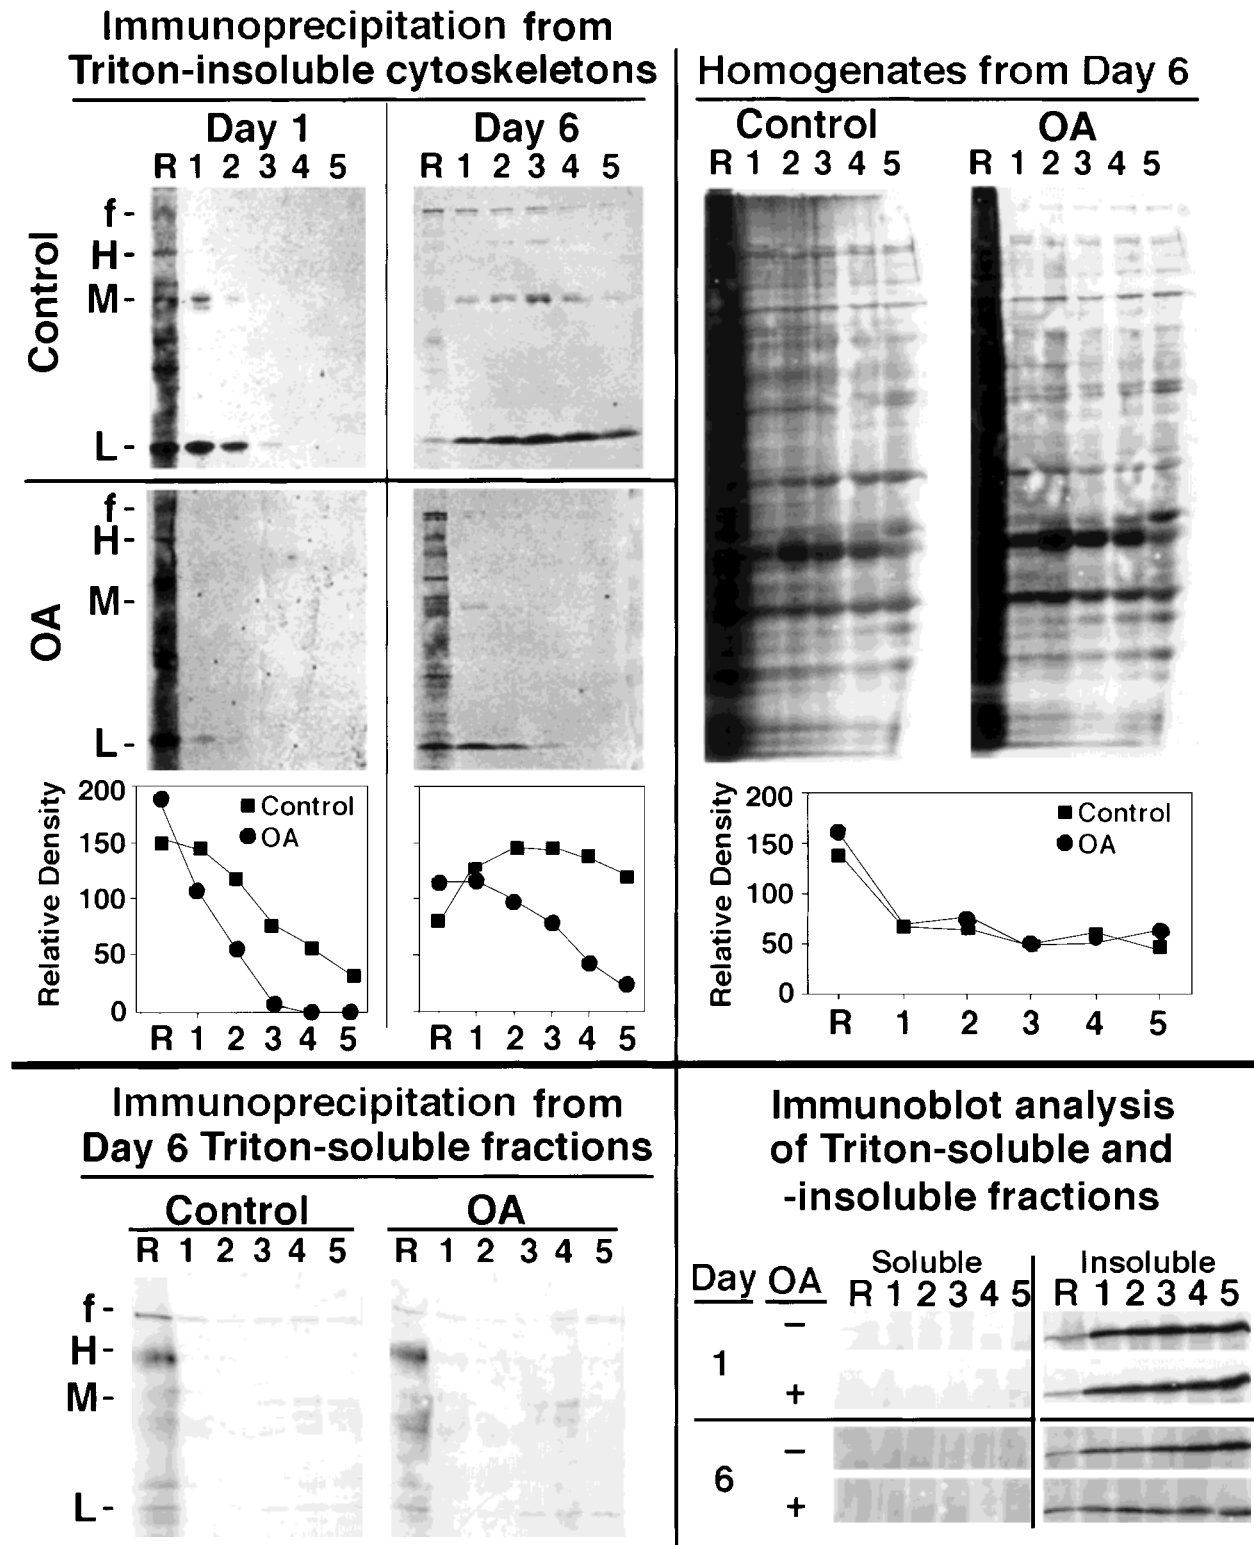 Immunoprecipitation from
Triton-insoluble cytoskeletons
Day 1
Day 6
R 1 2 3 4 5
R 1 2 3 4 5
Control
f -
H -
M -
L -
OA
f -
H -
M -
L -
Relative Density
200
150
100
50
0
Control
OA
R 1 2 3 4 5
R 1 2 3 4 5
Homogenates from Day 6
Control
OA
R 1 2 3 4 5
R 1 2 3 4 5
Relative Density
200
150
100
50
0
Control
OA
R 1 2 3 4 5
Immunoprecipitation from
Day 6 Triton-soluble fractions
Control
OA
R 1 2 3 4 5
R 1 2 3 4 5
f -
H -
M -
L -
Immunoblot analysis
of Triton-soluble and
-insoluble fractions
Soluble
Insoluble
Day OA R 1 2 3 4 5 R 1 2 3 4 5
−
1
+
−
6
+